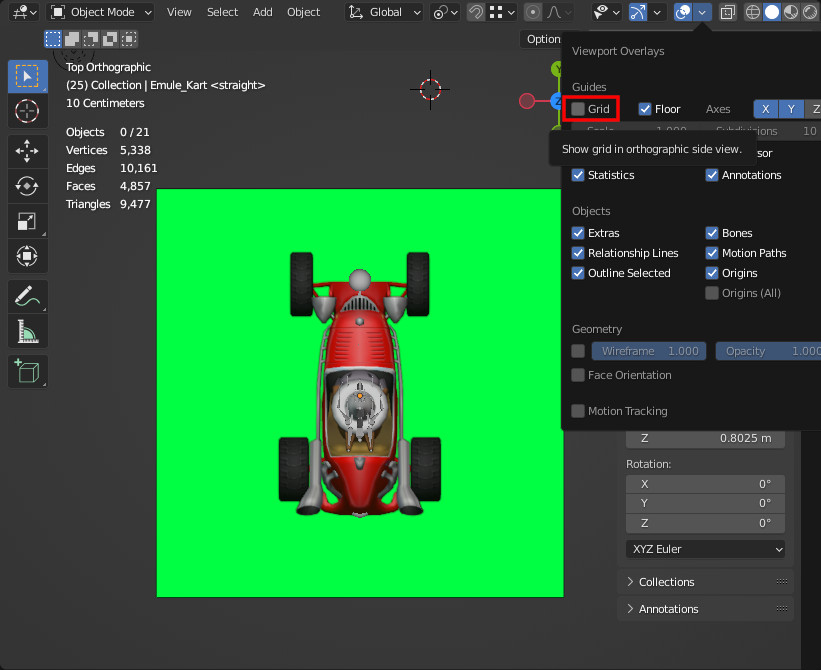 Object Mode View Select Add Object Global
Option
Top Orthographic
(25) Collection | Emule_Kart <straight>
10 Centimeters
Objects 0 / 21
Vertices 5,338
Edges 10,161
Faces 4,857
Triangles 9,477
Y
Z
Viewport Overlays
Guides
Grid Floor Axes X Y Z
Scale 1.000 Subdivisions 10
Show grid in orthographic side view. sor
Statistics Annotations
Objects
Extras Bones
Relationship Lines Motion Paths
Outline Selected Origins
Origins (All)
Geometry
Wireframe 1.000 Opacity 1.000
Face Orientation
Motion Tracking
Z 0.8025 m
Rotation:
X 0°
Y 0°
Z 0°
XYZ Euler
Collections
Annotations